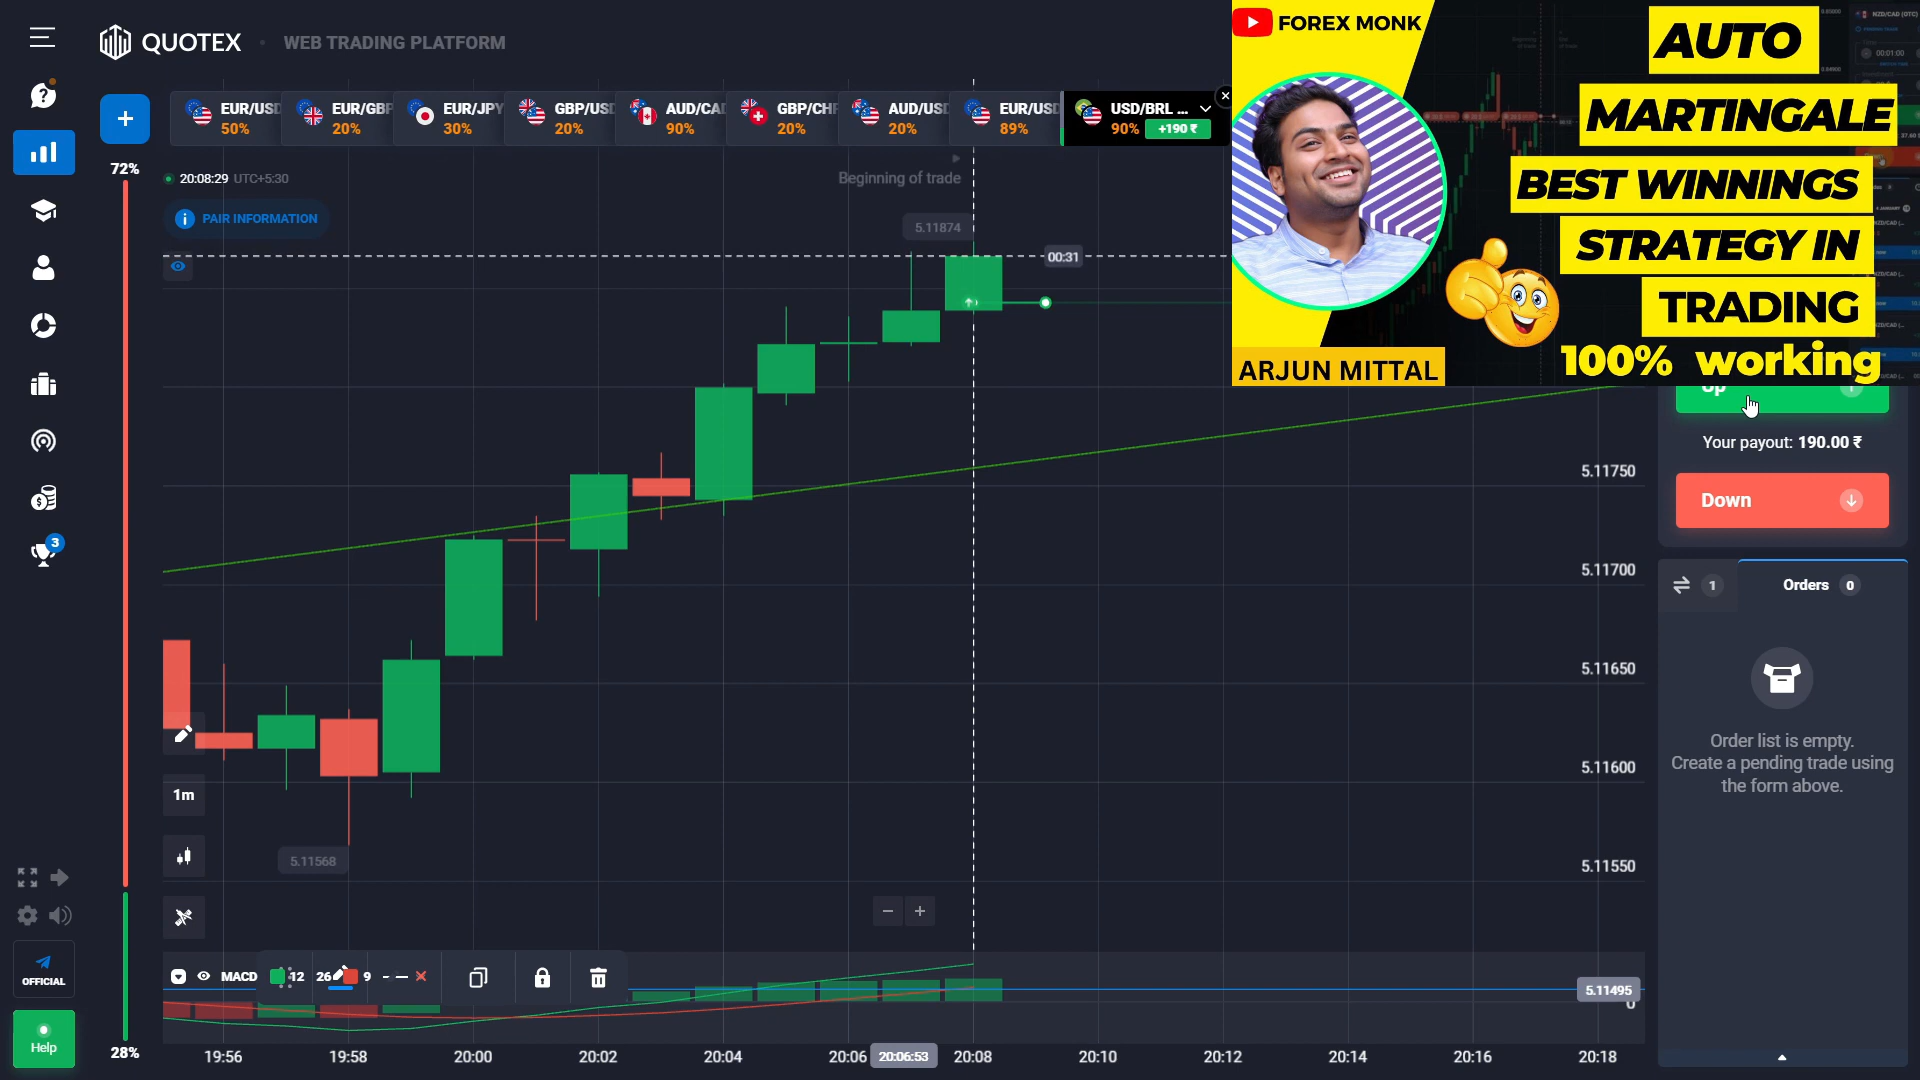 QUOTEX
WEB TRADING PLATFORM
FOREX MONK
AUTO
MARTINGALE
BEST WINNINGS
STRATEGY IN
TRADING
100% working
ARJUN MITTAL
EUR/USD
50%
EUR/GBP
20%
EUR/JPY
30%
GBP/USD
20%
AUD/CA
90%
GBP/CHF
20%
AUD/USD
20%
EUR/USD
89%
USD/BRL ...
90% +190 ₹
72%
20:08:29 UTC+5:30
Beginning of trade
PAIR INFORMATION
5.11874
00:31
Up
Your payout: 190.00 ₹
Down
1
Orders 0
Order list is empty.
Create a pending trade using
the form above.
5.11750
5.11700
5.11650
5.11600
5.11550
5.11568
1m
3
OFFICIAL
Help
28%
MACD 12 26 9
5.11495
0
19:56 19:58 20:00 20:02 20:04 20:06 20:06:53 20:08 20:10 20:12 20:14 20:16 20:18